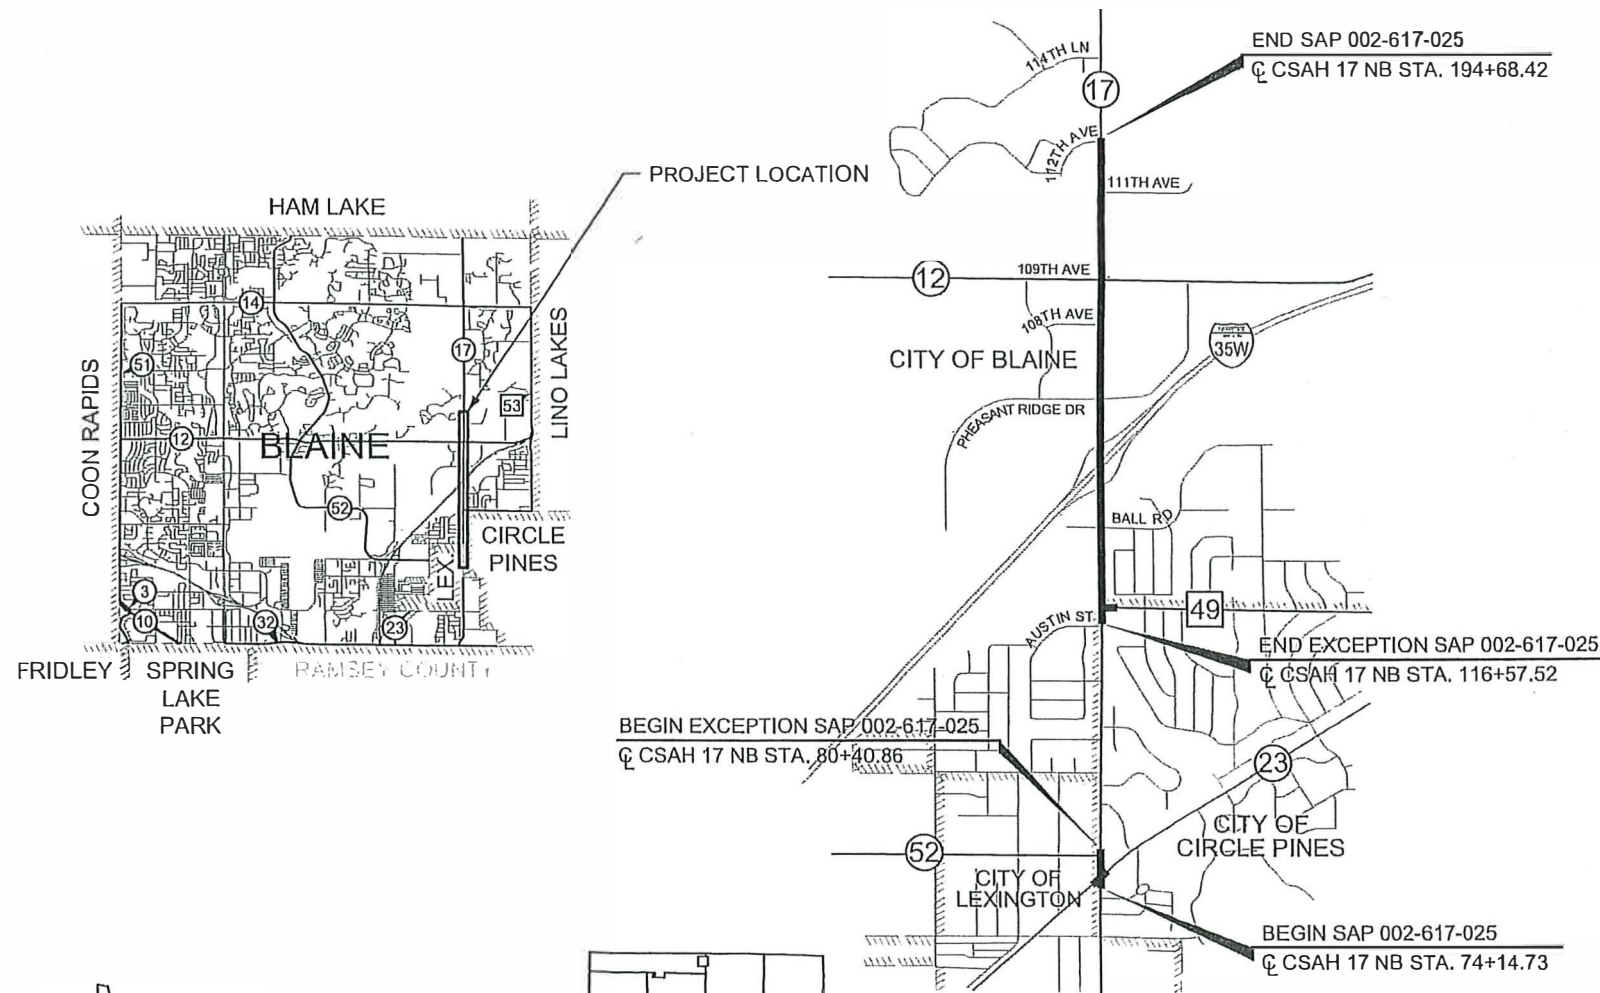 END SAP 002-617-025
℄ CSAH 17 NB STA. 194+68.42
114TH LN
17
112TH AVE
111TH AVE
PROJECT LOCATION
HAM LAKE
14
51
17
53
12
BLAINE
COON RAPIDS
LINO LAKES
52
LEX
CIRCLE
PINES
3
10
32
23
FRIDLEY
SPRING
LAKE
PARK
RAMSEY COUNTY
12
109TH AVE
108TH AVE
CITY OF BLAINE
35W
PHEASANT RIDGE DR
BALL RD
49
AUSTIN ST.
END EXCEPTION SAP 002-617-025
℄ CSAH 17 NB STA. 116+57.52
BEGIN EXCEPTION SAP 002-617-025
℄ CSAH 17 NB STA. 80+40.86
23
CITY OF
CIRCLE PINES
52
CITY OF
LEXINGTON
BEGIN SAP 002-617-025
℄ CSAH 17 NB STA. 74+14.73